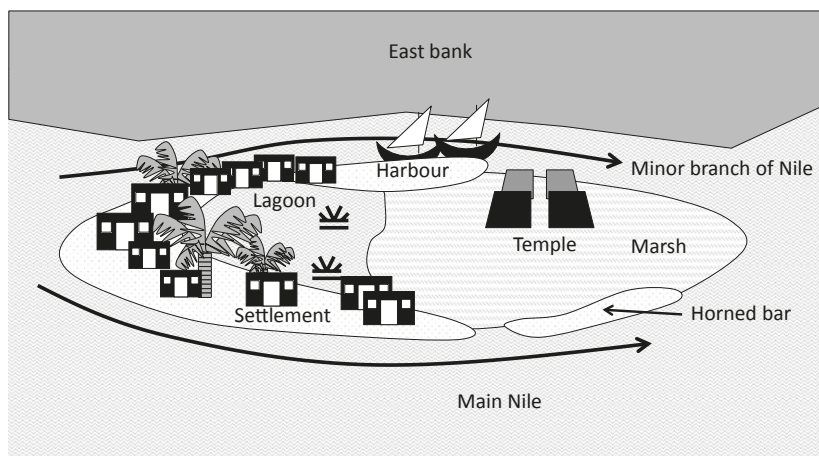 East bank
Minor branch of Nile
Harbour
Lagoon
Temple
Marsh
Settlement
Horned bar
Main Nile